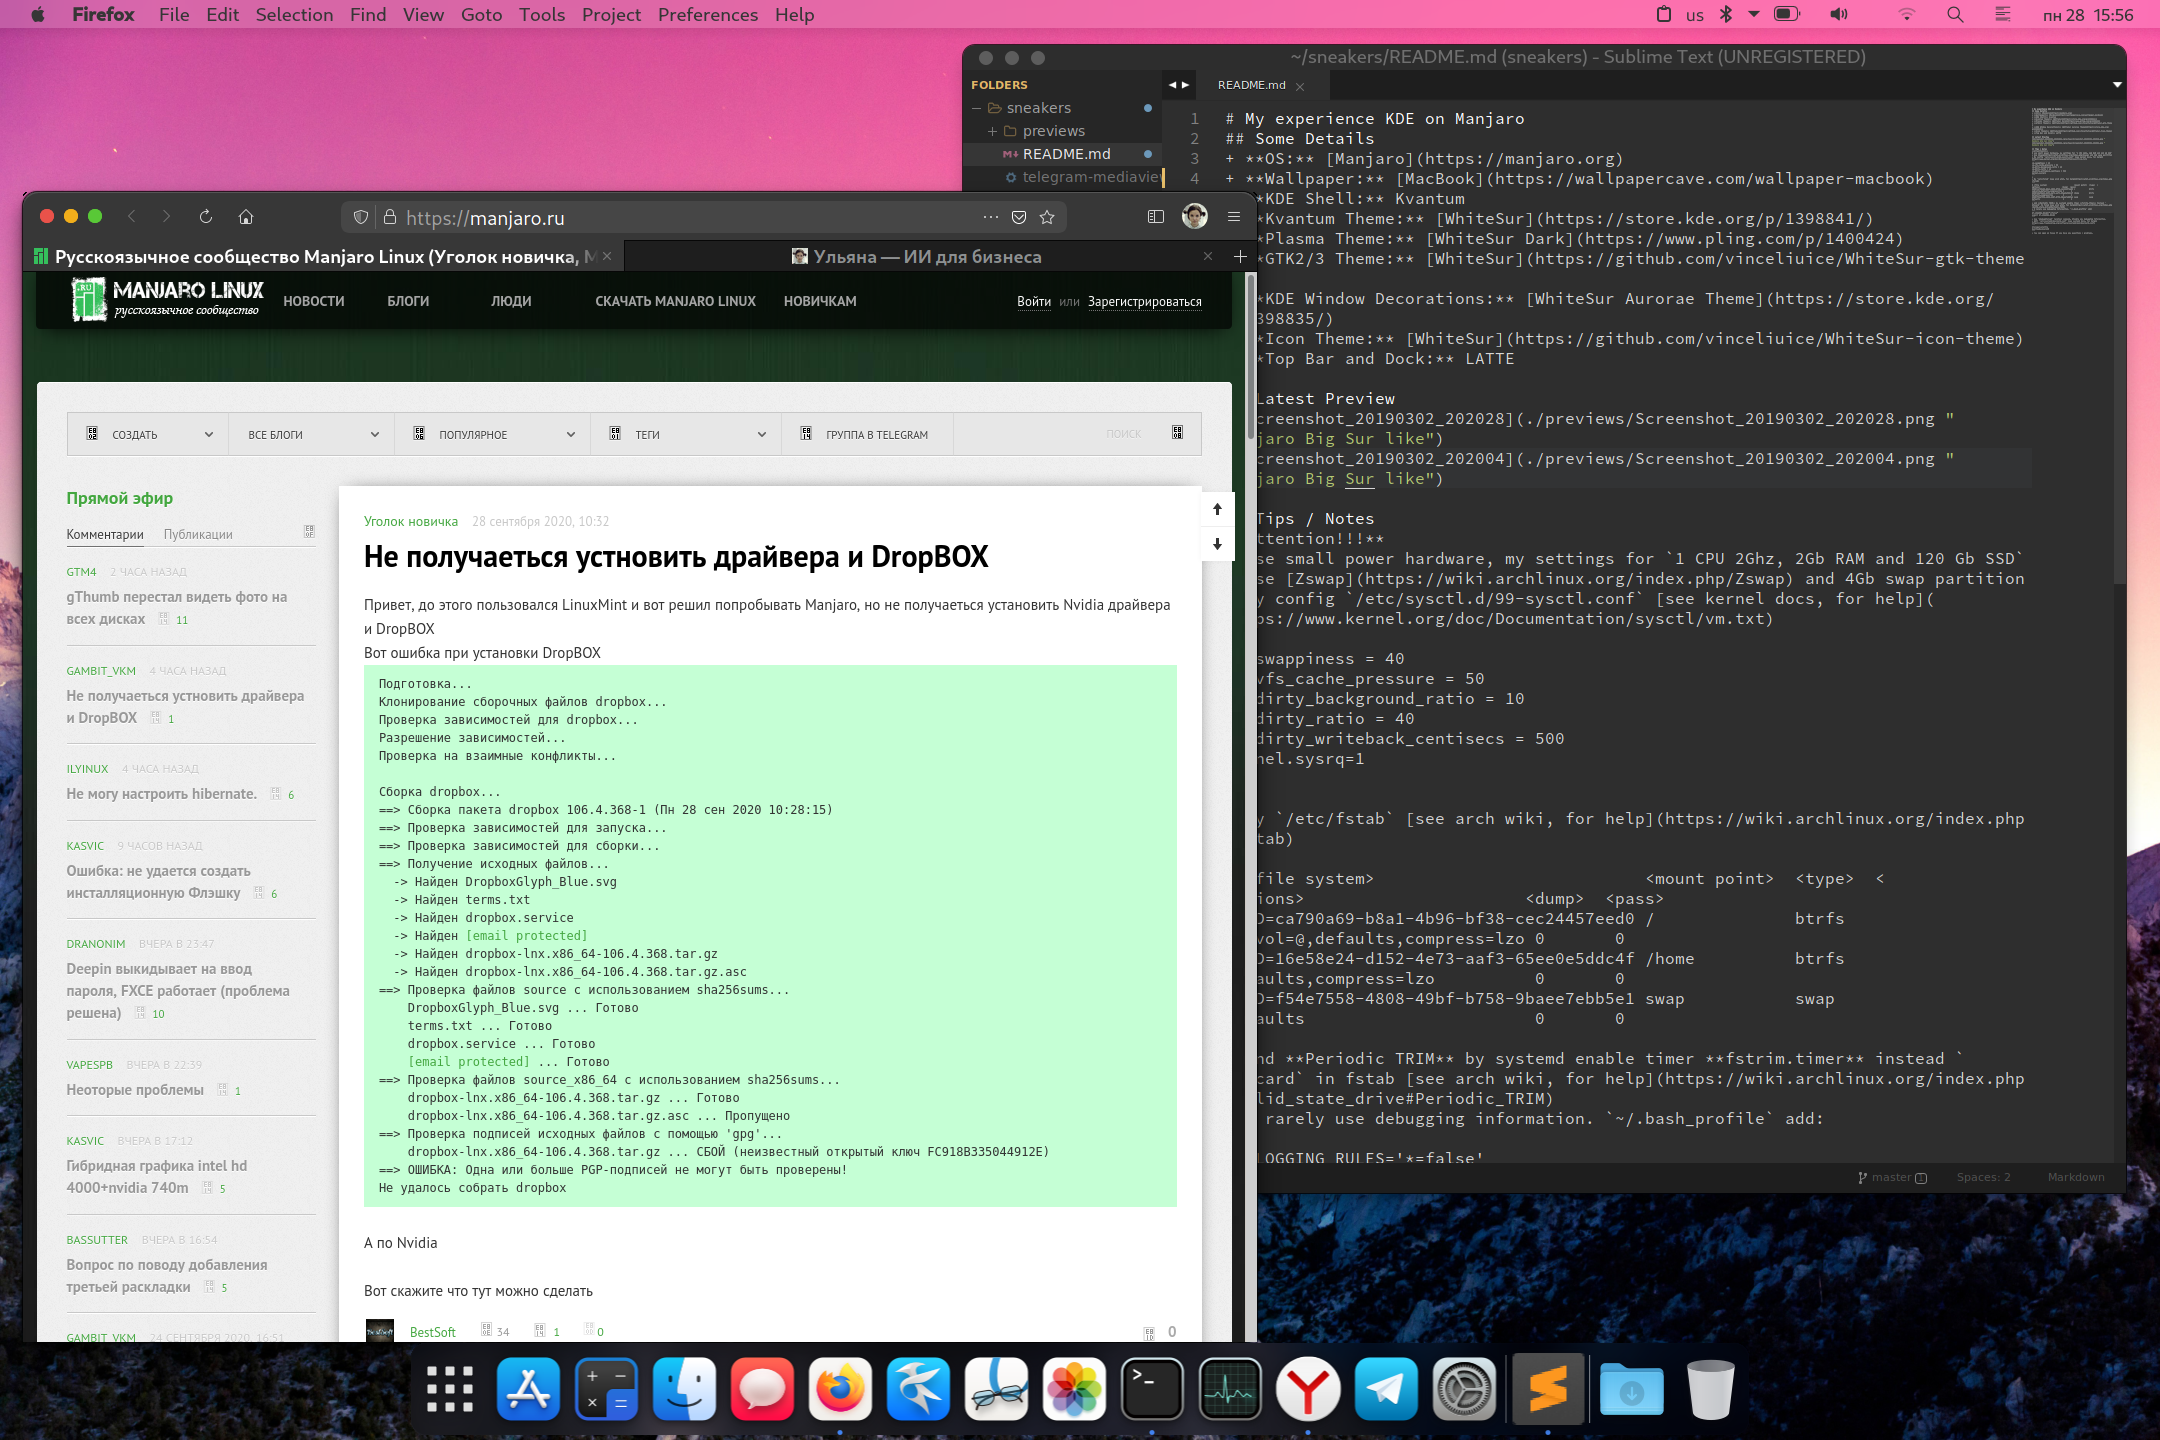 Firefox File Edit Selection Find View Goto Tools Project Preferences Help us пн 28 15:56
~/sneakers/README.md (sneakers) - Sublime Text (UNREGISTERED)
FOLDERS
sneakers
previews
README.md
telegram-mediaview
README.md
1 # My experience KDE on Manjaro
2 ## Some Details
3 + **OS:** [Manjaro](https://manjaro.org)
4 + **Wallpaper:** [MacBook](https://wallpapercave.com/wallpaper-macbook)
*KDE Shell:** Kvantum
*Kvantum Theme:** [WhiteSur](https://store.kde.org/p/1398841/)
*Plasma Theme:** [WhiteSur Dark](https://www.pling.com/p/1400424)
*GTK2/3 Theme:** [WhiteSur](https://github.com/vinceliuice/WhiteSur-gtk-theme
*KDE Window Decorations:** [WhiteSur Aurorae Theme](https://store.kde.org/
398835/)
*Icon Theme:** [WhiteSur](https://github.com/vinceliuice/WhiteSur-icon-theme)
*Top Bar and Dock:** LATTE
Latest Preview
creenshot_20190302_202028](./previews/Screenshot_20190302_202028.png "
jaro Big Sur like")
creenshot_20190302_202004](./previews/Screenshot_20190302_202004.png "
jaro Big Sur like")
Tips / Notes
ttention!!!**
se small power hardware, my settings for `1 CPU 2Ghz, 2Gb RAM and 120 Gb SSD`
se [Zswap](https://wiki.archlinux.org/index.php/Zswap) and 4Gb swap partition
y config `/etc/sysctl.d/99-sysctl.conf` [see kernel docs, for help](
ps://www.kernel.org/doc/Documentation/sysctl/vm.txt)
swappiness = 40
vfs_cache_pressure = 50
dirty_background_ratio = 10
dirty_ratio = 40
dirty_writeback_centisecs = 500
nel.sysrq=1
y `/etc/fstab` [see arch wiki, for help](https://wiki.archlinux.org/index.php
tab)
file system> <mount point> <type> <
ions> <dump> <pass>
D=ca790a69-b8a1-4b96-bf38-cec24457eed0 / btrfs
vol=@,defaults,compress=lzo 0 0
D=16e58e24-d152-4e73-aaf3-65ee0e5ddc4f /home btrfs
aults,compress=lzo 0 0
D=f54e7558-4808-49bf-b758-9baee7ebb5e1 swap swap
aults 0 0
nd **Periodic TRIM** by systemd enable timer **fstrim.timer** instead `
card` in fstab [see arch wiki, for help](https://wiki.archlinux.org/index.php
lid_state_drive#Periodic_TRIM)
rarely use debugging information. `~/.bash_profile` add:
LOGGING_RULES='*=false'
master 1 Spaces: 2 Markdown
https://manjaro.ru
Русскоязычное сообщество Manjaro Linux (Уголок новичка, M
Ульяна — ИИ для бизнеса
.RU MANJARO LINUX
русскоязычное сообщество
НОВОСТИ БЛОГИ ЛЮДИ СКАЧАТЬ MANJARO LINUX НОВИЧКАМ Войти или Зарегистрироваться
СОЗДАТЬ ВСЕ БЛОГИ ПОПУЛЯРНОЕ ТЕГИ ГРУППА В TELEGRAM ПОИСК
Прямой эфир
Комментарии Публикации
GTM4 2 ЧАСА НАЗАД
gThumb перестал видеть фото на
всех дисках 11
GAMBIT_VKM 4 ЧАСА НАЗАД
Не получаеться устновить драйвера
и DropBOX 1
ILYINUX 4 ЧАСА НАЗАД
Не могу настроить hibernate. 6
KASVIC 9 ЧАСОВ НАЗАД
Ошибка: не удается создать
инсталляционную Флэшку 6
DRANONIM ВЧЕРА В 23:47
Deepin выкидывает на ввод
пароля, FXCE работает (проблема
решена) 10
VAPESPB ВЧЕРА В 22:39
Неоторые проблемы 1
KASVIC ВЧЕРА В 17:12
Гибридная графика intel hd
4000+nvidia 740m 5
BASSUTTER ВЧЕРА В 16:54
Вопрос по поводу добавления
третьей раскладки 5
GAMBIT_VKM 24 СЕНТЯБРЯ 2020, 16:51
Уголок новичка 28 сентября 2020, 10:32
Не получаеться устновить драйвера и DropBOX
Привет, до этого пользовался LinuxMint и вот решил попробывать Manjaro, но не получаеться установить Nvidia драйвера
и DropBOX
Вот ошибка при установки DropBOX
Подготовка...
Клонирование сборочных файлов dropbox...
Проверка зависимостей для dropbox...
Разрешение зависимостей...
Проверка на взаимные конфликты...
Сборка dropbox...
==> Сборка пакета dropbox 106.4.368-1 (Пн 28 сен 2020 10:28:15)
==> Проверка зависимостей для запуска...
==> Проверка зависимостей для сборки...
==> Получение исходных файлов...
-> Найден DropboxGlyph_Blue.svg
-> Найден terms.txt
-> Найден dropbox.service
-> Найден [email protected]
-> Найден dropbox-lnx.x86_64-106.4.368.tar.gz
-> Найден dropbox-lnx.x86_64-106.4.368.tar.gz.asc
==> Проверка файлов source с использованием sha256sums...
DropboxGlyph_Blue.svg ... Готово
terms.txt ... Готово
dropbox.service ... Готово
[email protected] ... Готово
==> Проверка файлов source_x86_64 с использованием sha256sums...
dropbox-lnx.x86_64-106.4.368.tar.gz ... Готово
dropbox-lnx.x86_64-106.4.368.tar.gz.asc ... Пропущено
==> Проверка подписей исходных файлов с помощью 'gpg'...
dropbox-lnx.x86_64-106.4.368.tar.gz ... СБОЙ (неизвестный открытый ключ FC918B335044912E)
==> ОШИБКА: Одна или больше PGP-подписей не могут быть проверены!
Не удалось собрать dropbox
А по Nvidia
Вот скажите что тут можно сделать
BestSoft 34 1 0 0